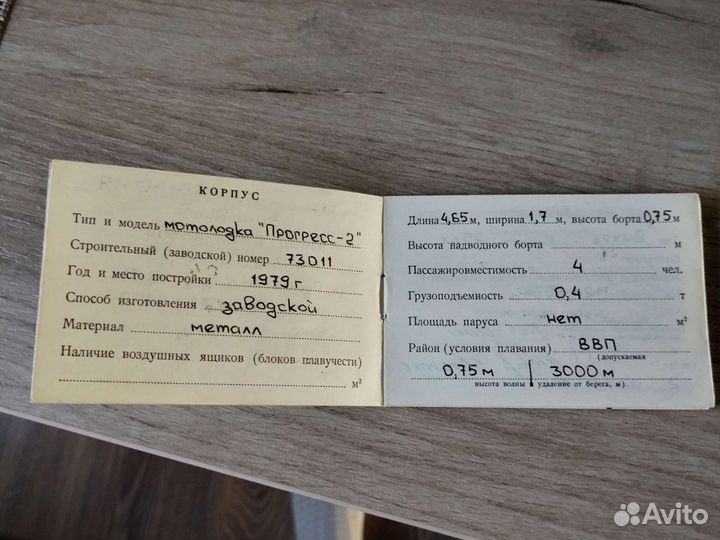 КОРПУС
Тип и модель мотолодка "Прогресс-2"
Строительный (заводской) номер 73011
Год и место постройки 1979 г
Способ изготовления заводской
Материал металл
Наличие воздушных ящиков (блоков плавучести)
м³
Длина 4,65 м, ширина 1,7 м, высота борта 0,75 м
Высота надводного борта м
Пассажировместимость 4 чел.
Грузоподъемность 0,4 т
Площадь паруса нет м²
Район (условия плавания) ВВП
(допускаемая
0,75 м / 3000 м
высота волны / удаление от берега, м)
Avito